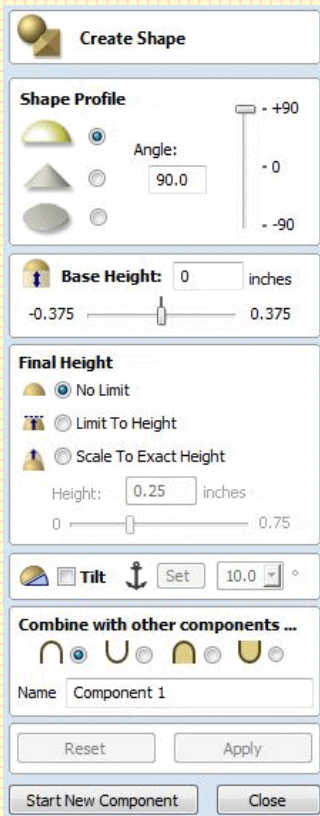 Create Shape
Shape Profile
- +90
Angle:
90.0
- 0
- -90
Base Height: 0 inches
-0.375 0.375
Final Height
No Limit
Limit To Height
Scale To Exact Height
Height: 0.25 inches
0 0.75
Tilt Set 10.0 °
Combine with other components ...
Name Component 1
Reset Apply
Start New Component Close